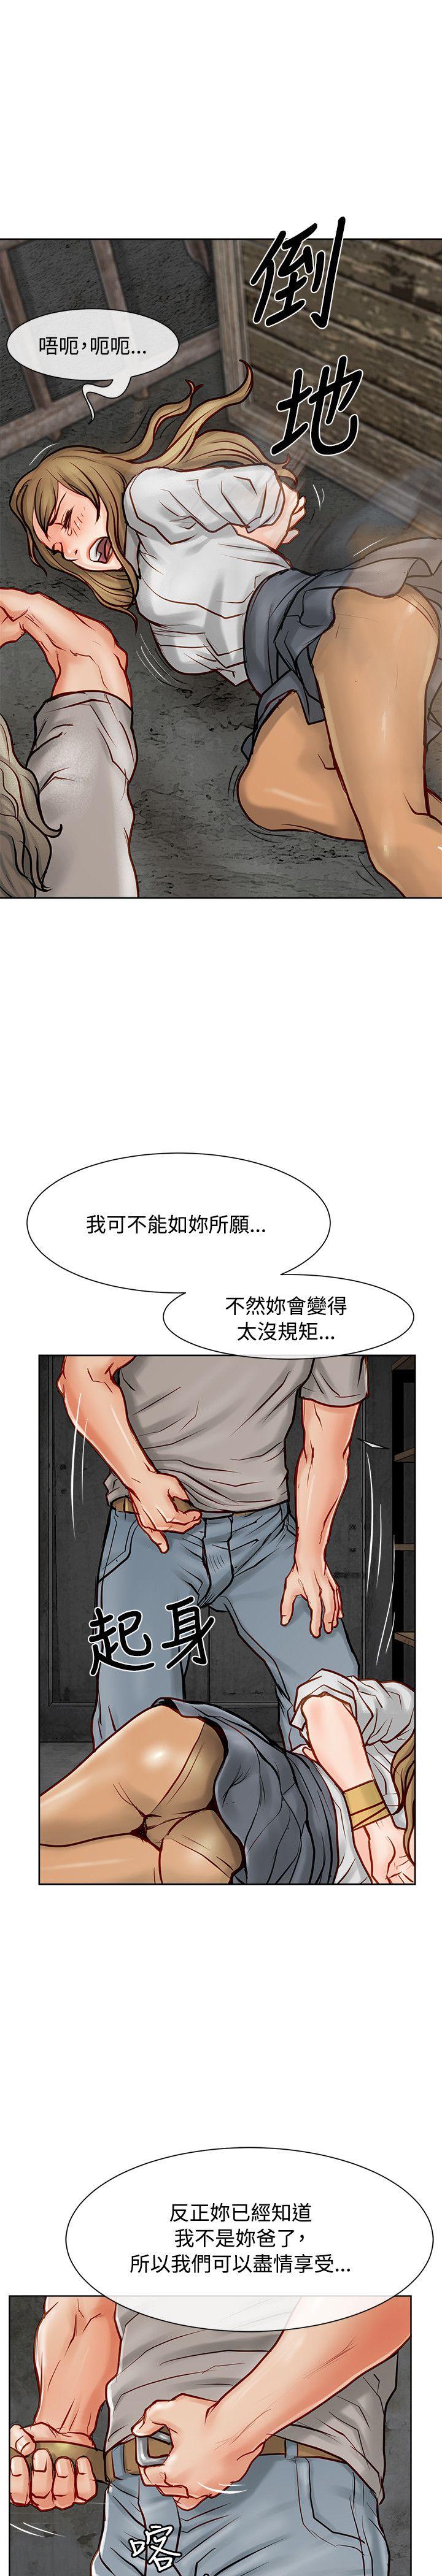 倒
地
唔呃，呃呃...
我可不能如妳所願...
不然妳會變得
太沒規矩...
起身
反正妳已經知道
我不是妳爸了，
所以我們可以盡情享受...
喀